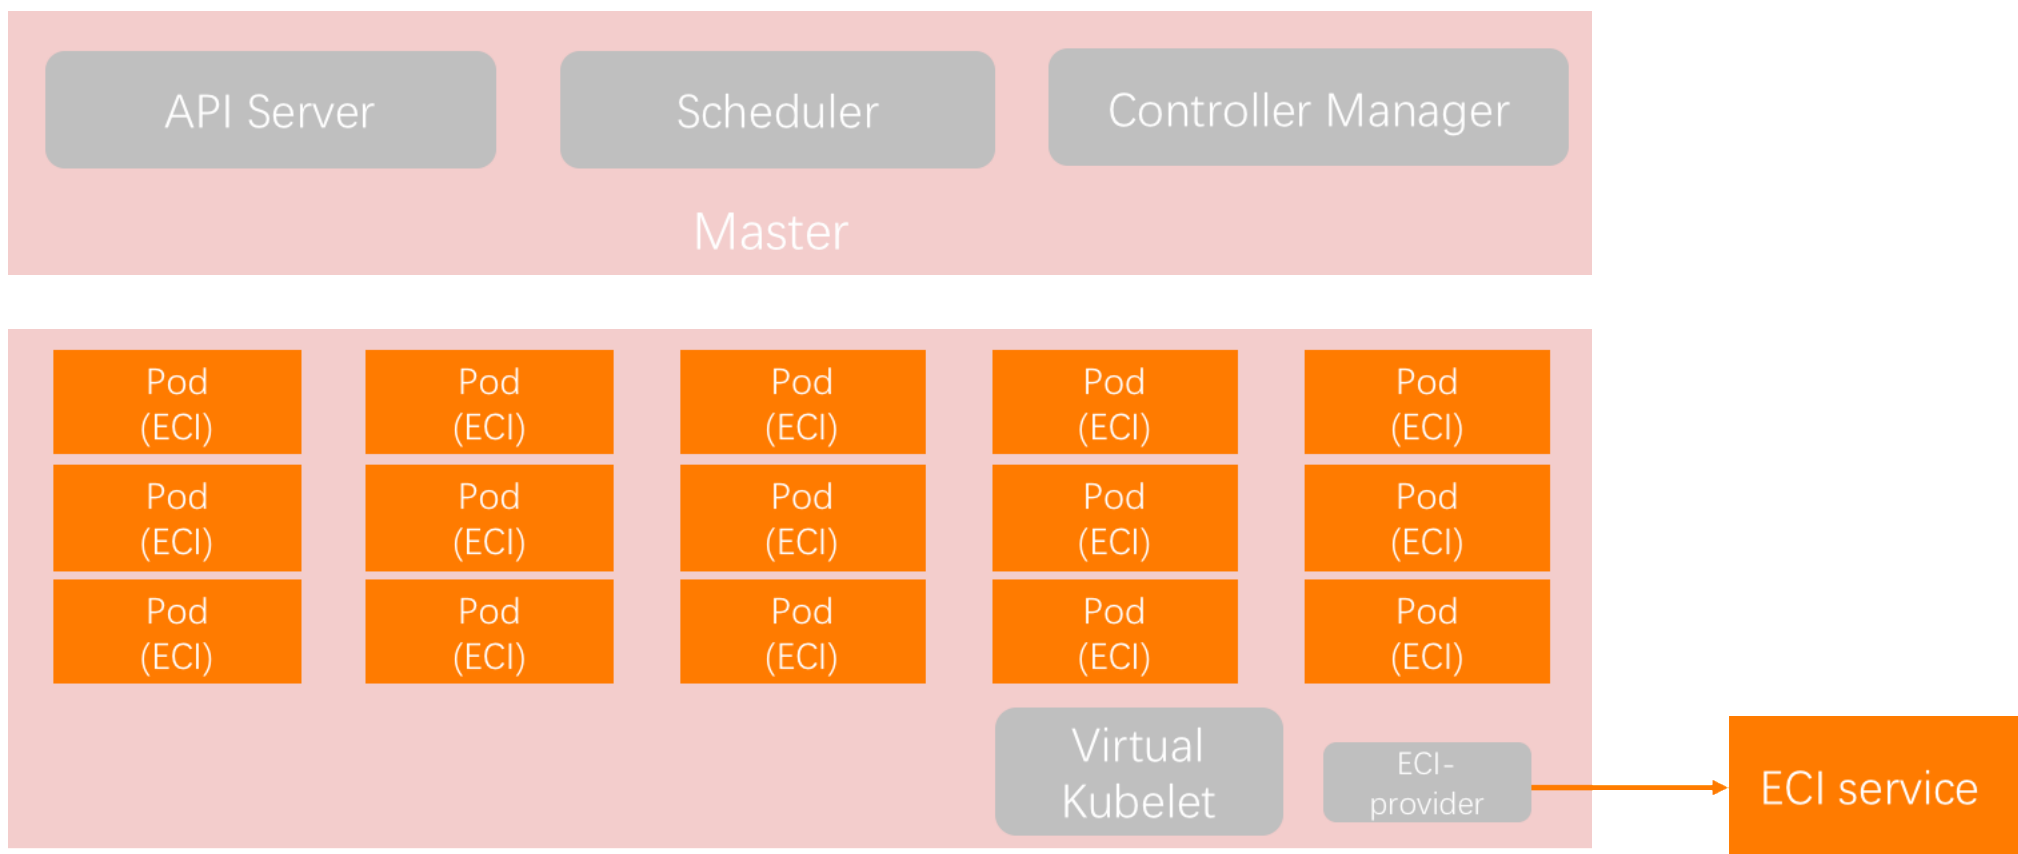 API Server
Scheduler
Controller Manager
Master
Pod
(ECI)
Pod
(ECI)
Pod
(ECI)
Pod
(ECI)
Pod
(ECI)
Pod
(ECI)
Pod
(ECI)
Pod
(ECI)
Pod
(ECI)
Pod
(ECI)
Pod
(ECI)
Pod
(ECI)
Pod
(ECI)
Pod
(ECI)
Pod
(ECI)
Virtual
Kubelet
ECI-
provider
ECI service